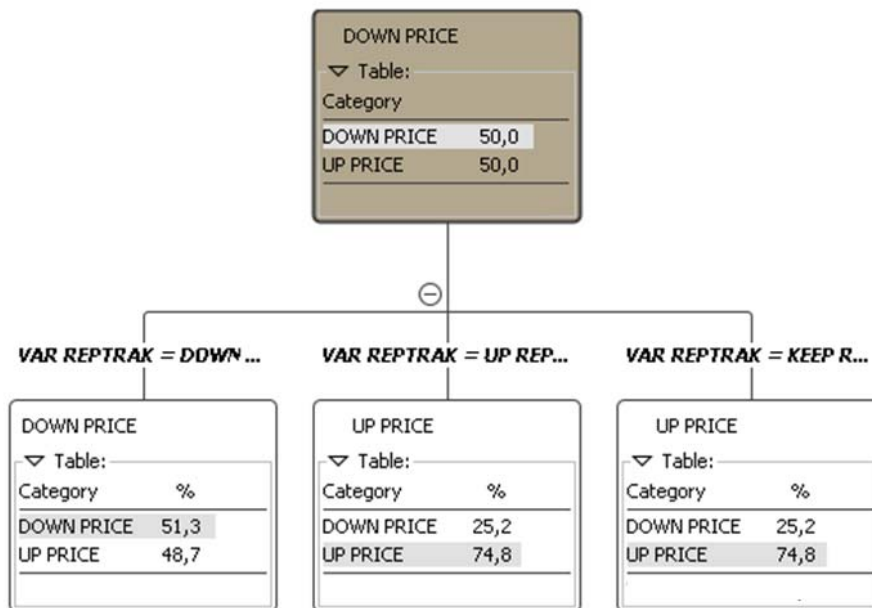 DOWN PRICE
Table:
Category
DOWN PRICE 50,0
UP PRICE 50,0
VAR REPTRAK = DOWN ...
VAR REPTRAK = UP REP...
VAR REPTRAK = KEEP R...
DOWN PRICE
Table:
Category %
DOWN PRICE 51,3
UP PRICE 48,7
UP PRICE
Table:
Category %
DOWN PRICE 25,2
UP PRICE 74,8
UP PRICE
Table:
Category %
DOWN PRICE 25,2
UP PRICE 74,8